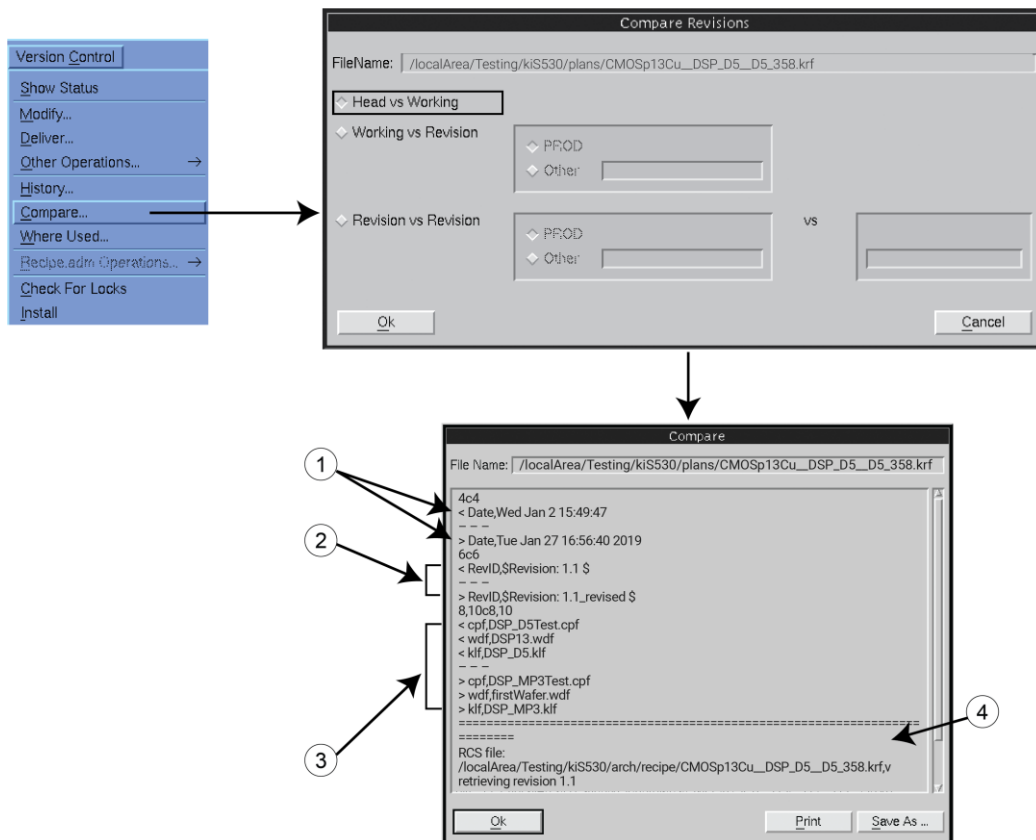 Version Control
Show Status
Modify...
Deliver...
Other Operations... →
History...
Compare...
Where Used...
Recipe.adm Operations... →
Check For Locks
Install
Compare Revisions
FileName: /localArea/Testing/kiS530/plans/CMOSp13Cu__DSP_D5__D5_358.krf
Head vs Working
Working vs Revision
PROD
Other
Revision vs Revision
PROD
Other
vs
Ok
Cancel
Compare
File Name: /localArea/Testing/kiS530/plans/CMOSp13Cu__DSP_D5__D5_358.krf
4c4
< Date,Wed Jan 2 15:49:47
– – –
> Date,Tue Jan 27 16:56:40 2019
6c6
< RevID,$Revision: 1.1 $
– – –
> RevID,$Revision: 1.1_revised $
8,10c8,10
< cpf,DSP_D5Test.cpf
< wdf,DSP13.wdf
< klf,DSP_D5.klf
– – –
> cpf,DSP_MP3Test.cpf
> wdf,firstWafer.wdf
> klf,DSP_MP3.klf
==================================================================
========
RCS file:
/localArea/Testing/kiS530/arch/recipe/CMOSp13Cu__DSP_D5__D5_358.krf,v
retrieving revision 1.1
Ok
Print
Save As ...
1
2
3
4